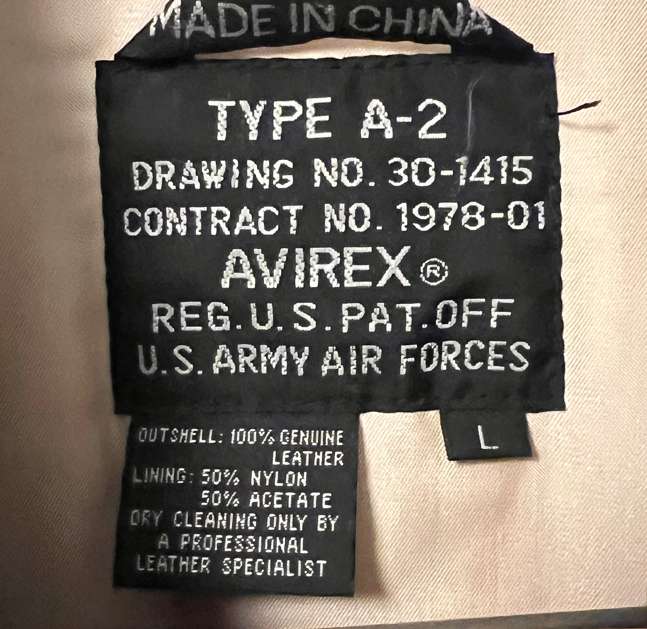 MADE IN CHINA
TYPE A-2
DRAWING NO. 30-1415
CONTRACT NO. 1978-01
AVIREX®
REG. U.S. PAT. OFF
U.S. ARMY AIR FORCES
OUTSHELL: 100% GENUINE
LEATHER
LINING: 50% NYLON
50% ACETATE
DRY CLEANING ONLY BY
A PROFESSIONAL
LEATHER SPECIALIST
L